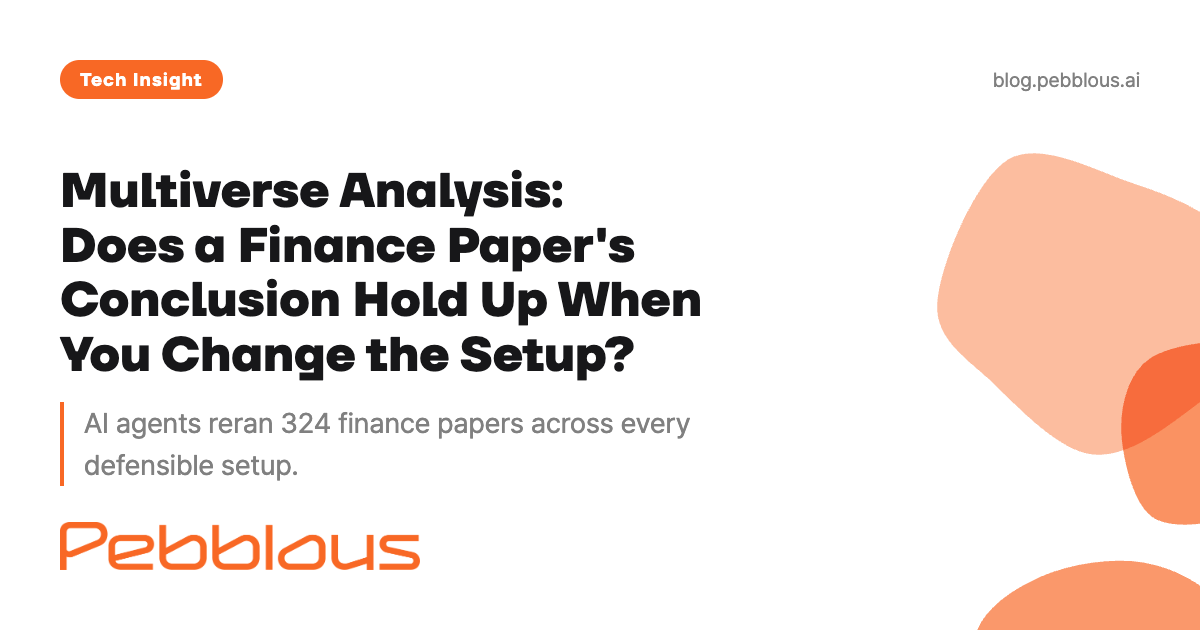 Tech Insight
blog.pebblous.ai
Multiverse Analysis:
Does a Finance Paper's
Conclusion Hold Up When
You Change the Setup?
AI agents reran 324 finance papers across every
defensible setup.
Pebblous